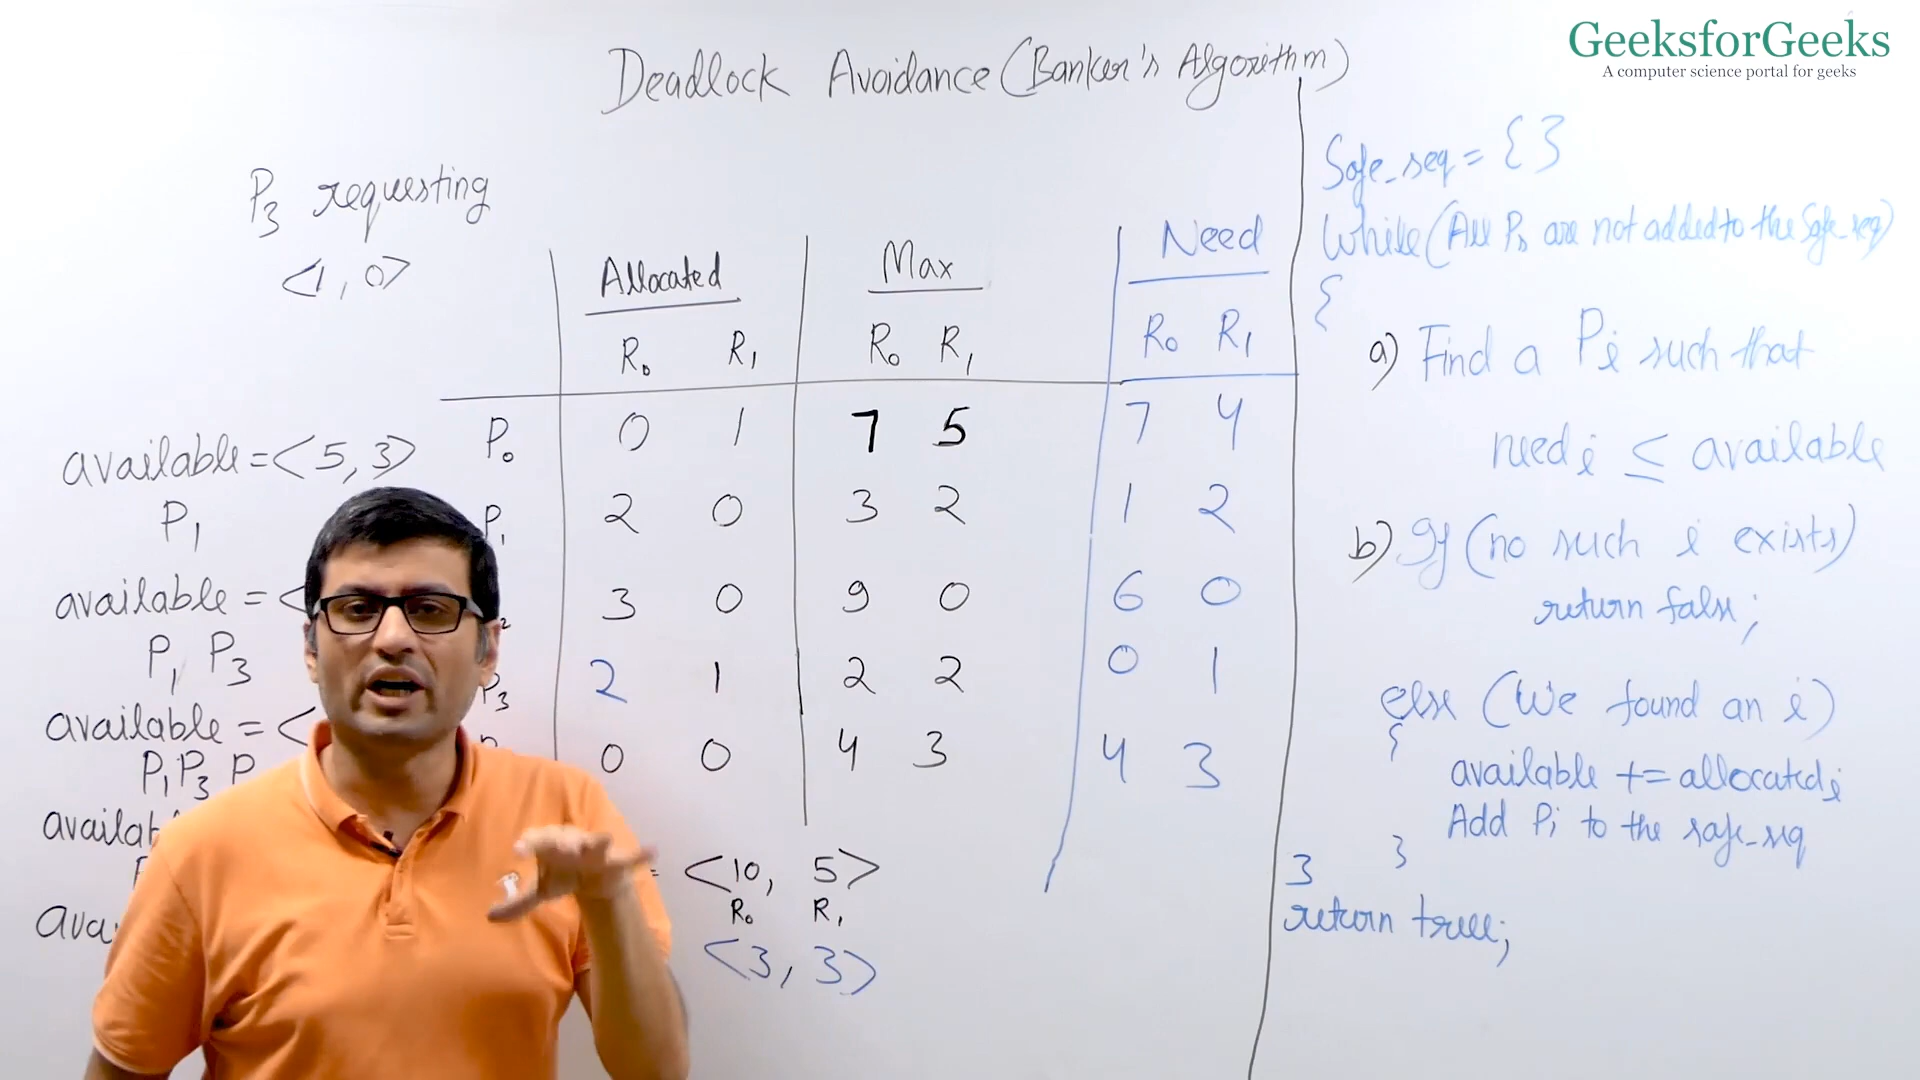 GeeksforGeeks
A computer science portal for geeks
Deadlock Avoidance (Banker's Algorithm)
P3 requesting
<1, 0>
Allocated Max Need
R0 R1 R0 R1 R0 R1
P0 0 1 7 5 7 4
P1 2 0 3 2 1 2
2 3 0 9 0 6 0
P3 2 1 2 2 0 1
0 0 4 3 4 3
= <10, 5>
R0 R1
<3, 3>
available = <5, 3>
P1
available = <
P1 P3
available = <
P1 P3 P
Safe_seq = { }
While (All Ps are not added to the Safe_seq)
{
a) Find a Pi such that
needi ≤ available
b) If (no such i exists)
return false;
else (We found an i)
{
available += allocatedi
Add Pi to the safe_seq
}
}
return true;